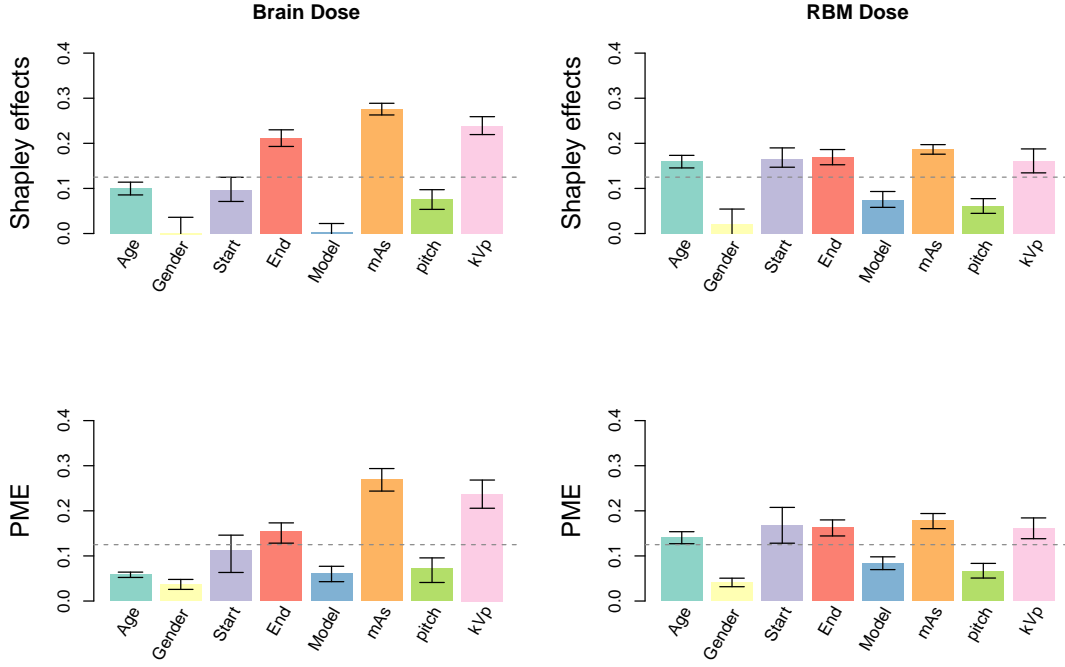 Brain Dose
RBM Dose
Shapley effects
0.0 0.1 0.2 0.3 0.4
Age Gender Start End Model mAs pitch kVp
Shapley effects
0.0 0.1 0.2 0.3 0.4
Age Gender Start End Model mAs pitch kVp
PME
0.0 0.1 0.2 0.3 0.4
Age Gender Start End Model mAs pitch kVp
PME
0.0 0.1 0.2 0.3 0.4
Age Gender Start End Model mAs pitch kVp